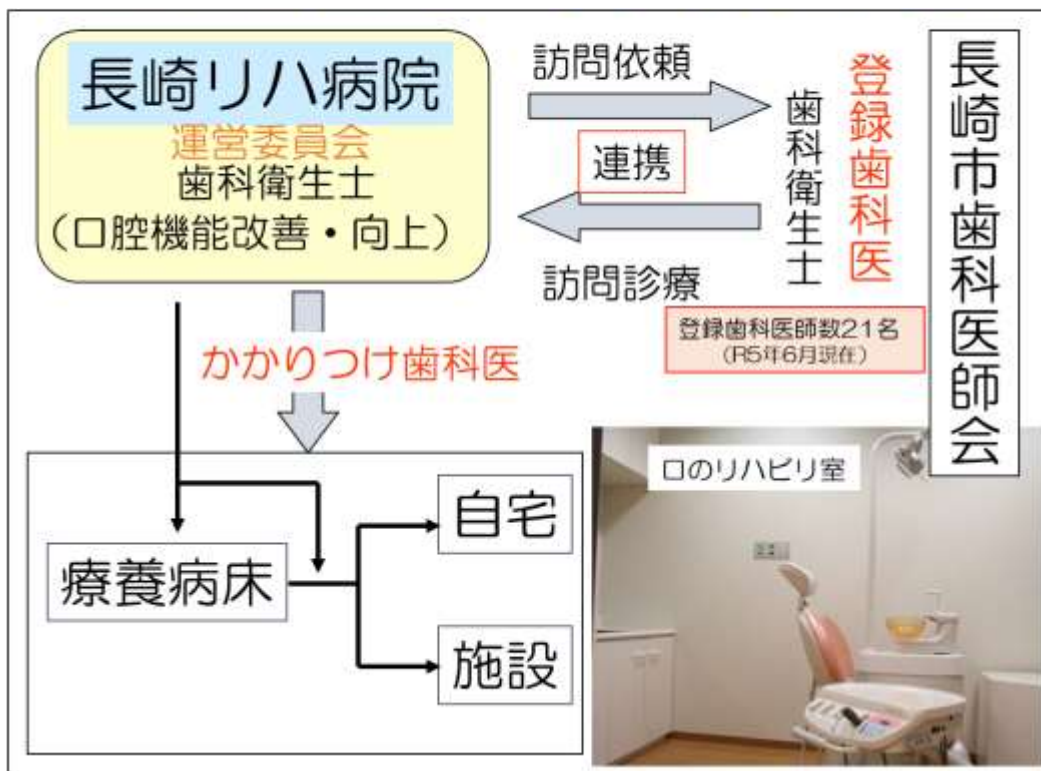 長崎リハ病院
運営委員会
歯科衛生士
(口腔機能改善・向上)
訪問依頼
連携
訪問診療
歯科衛生士
登録歯科医
長崎市歯科医師会
登録歯科医師数21名
(R5年6月現在)
かかりつけ歯科医
療養病床
自宅
施設
口のリハビリ室